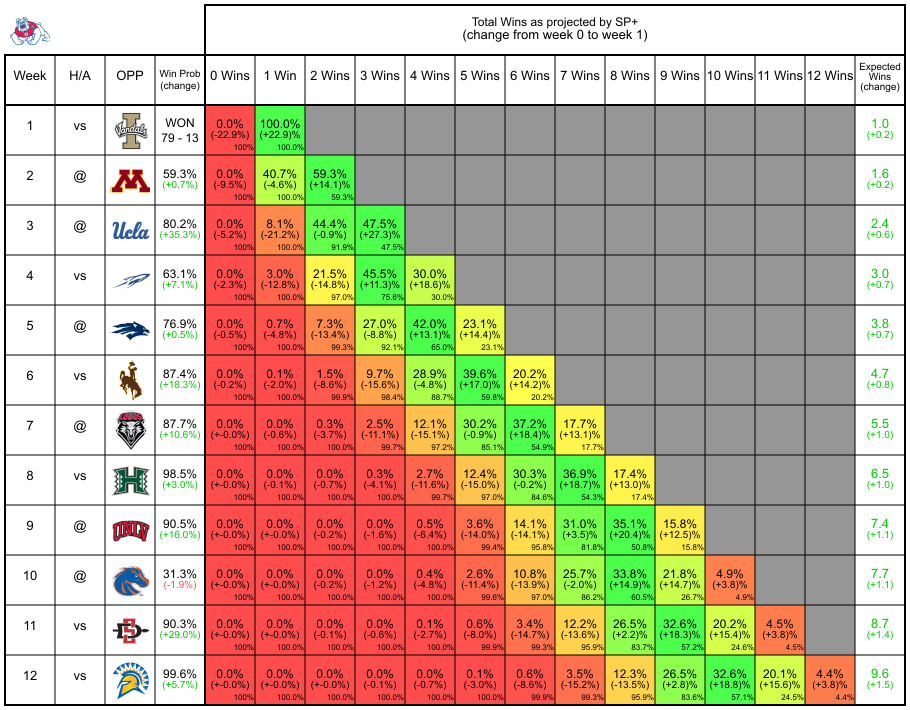 Total Wins as projected by SP+
(change from week 0 to week 1)
Week H/A OPP Win Prob (change) 0 Wins 1 Win 2 Wins 3 Wins 4 Wins 5 Wins 6 Wins 7 Wins 8 Wins 9 Wins 10 Wins 11 Wins 12 Wins Expected Wins (change)
1 vs Vandals I WON 0.0% 100.0% 1.0
79 - 13 (-22.9%) (+22.9)% (+0.2)
100% 100.0%
2 @ M 59.3% 0.0% 40.7% 59.3% 1.6
(+0.7%) (-9.5%) (-4.6%) (+14.1)% (+0.2)
100% 100.0% 59.3%
3 @ Ucla 80.2% 0.0% 8.1% 44.4% 47.5% 2.4
(+35.3%) (-5.2%) (-21.2%) (-0.9%) (+27.3)% (+0.6)
100% 100.0% 91.9% 47.5%
4 vs 63.1% 0.0% 3.0% 21.5% 45.5% 30.0% 3.0
(+7.1%) (-2.3%) (-12.8%) (-14.8%) (+11.3)% (+18.6)% (+0.7)
100% 100.0% 97.0% 75.6% 30.0%
5 @ 76.9% 0.0% 0.7% 7.3% 27.0% 42.0% 23.1% 3.8
(+0.5%) (-0.5%) (-4.8%) (-13.4%) (-8.8%) (+13.1)% (+14.4)% (+0.7)
100% 100.0% 99.3% 92.1% 65.0% 23.1%
6 vs 87.4% 0.0% 0.1% 1.5% 9.7% 28.9% 39.6% 20.2% 4.7
(+18.3%) (-0.2%) (-2.0%) (-8.6%) (-15.6%) (-4.8%) (+17.0)% (+14.2)% (+0.8)
100% 100.0% 99.9% 98.4% 88.7% 59.8% 20.2%
7 @ LOBOS 87.7% 0.0% 0.0% 0.3% 2.5% 12.1% 30.2% 37.2% 17.7% 5.5
(+10.6%) (+-0.0%) (-0.6%) (-3.7%) (-11.1%) (-15.1%) (-0.9%) (+18.4)% (+13.1)% (+1.0)
100% 100.0% 100.0% 99.7% 97.2% 85.1% 54.9% 17.7%
8 vs H 98.5% 0.0% 0.0% 0.0% 0.3% 2.7% 12.4% 30.3% 36.9% 17.4% 6.5
(+3.0%) (+-0.0%) (-0.1%) (-0.7%) (-4.1%) (-11.6%) (-15.0%) (-0.2%) (+18.7)% (+13.0)% (+1.0)
100% 100.0% 100.0% 100.0% 99.7% 97.0% 84.6% 54.3% 17.4%
9 @ UNLV 90.5% 0.0% 0.0% 0.0% 0.0% 0.5% 3.6% 14.1% 31.0% 35.1% 15.8% 7.4
(+16.0%) (+-0.0%) (+-0.0%) (-0.2%) (-1.6%) (-6.4%) (-14.0%) (-14.1%) (+3.5)% (+20.4)% (+12.5)% (+1.1)
100% 100.0% 100.0% 100.0% 100.0% 99.4% 95.8% 81.8% 50.8% 15.8%
10 @ 31.3% 0.0% 0.0% 0.0% 0.0% 0.4% 2.6% 10.8% 25.7% 33.8% 21.8% 4.9% 7.7
(-1.9%) (+-0.0%) (+-0.0%) (-0.2%) (-1.2%) (-4.8%) (-11.4%) (-13.9%) (-2.0%) (+14.9)% (+14.7)% (+3.8)% (+1.1)
100% 100.0% 100.0% 100.0% 100.0% 99.6% 97.0% 86.2% 60.5% 26.7% 4.9%
11 vs SD 90.3% 0.0% 0.0% 0.0% 0.0% 0.1% 0.6% 3.4% 12.2% 26.5% 32.6% 20.2% 4.5% 8.7
(+29.0%) (+-0.0%) (+-0.0%) (-0.1%) (-0.6%) (-2.7%) (-8.0%) (-14.7%) (-13.6%) (+2.2)% (+18.3)% (+15.4)% (+3.8)% (+1.4)
100% 100.0% 100.0% 100.0% 100.0% 99.9% 99.3% 95.9% 83.7% 57.2% 24.6% 4.5%
12 vs 99.6% 0.0% 0.0% 0.0% 0.0% 0.0% 0.1% 0.6% 3.5% 12.3% 26.5% 32.6% 20.1% 4.4% 9.6
(+5.7%) (+-0.0%) (+-0.0%) (+-0.0%) (-0.1%) (-0.7%) (-3.0%) (-8.6%) (-15.2%) (-13.5%) (+2.8)% (+18.8)% (+15.6)% (+3.8)% (+1.5)
100% 100.0% 100.0% 100.0% 100.0% 100.0% 99.9% 99.3% 95.9% 83.6% 57.1% 24.5% 4.4%